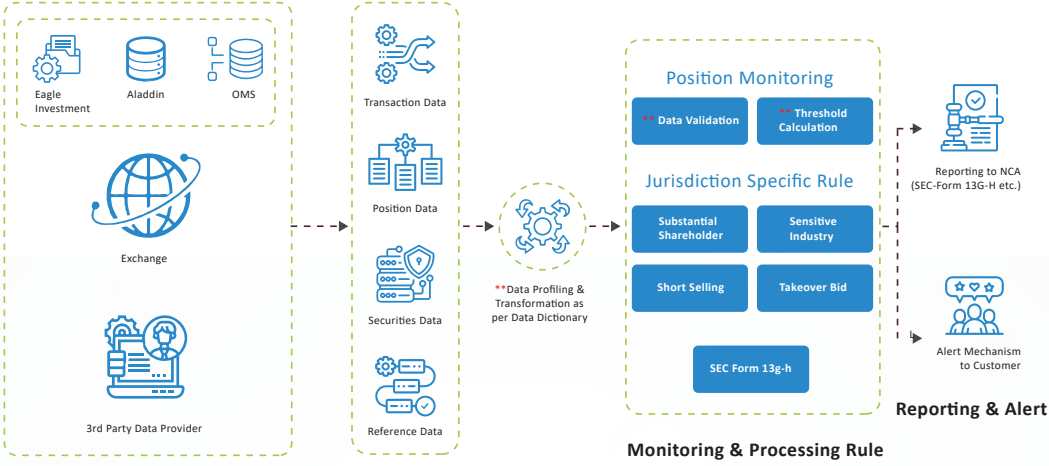 Eagle
Investment
Aladdin
OMS
Exchange
3rd Party Data Provider
Transaction Data
Position Data
Securities Data
Reference Data
**Data Profiling &
Transformation as
per Data Dictionary
Position Monitoring
** Data Validation
** Threshold
Calculation
Jurisdiction Specific Rule
Substantial
Shareholder
Sensitive
Industry
Short Selling
Takeover Bid
SEC Form 13g-h
Monitoring & Processing Rule
Reporting to NCA
(SEC-Form 13G-H etc.)
Alert Mechanism
to Customer
Reporting & Alert